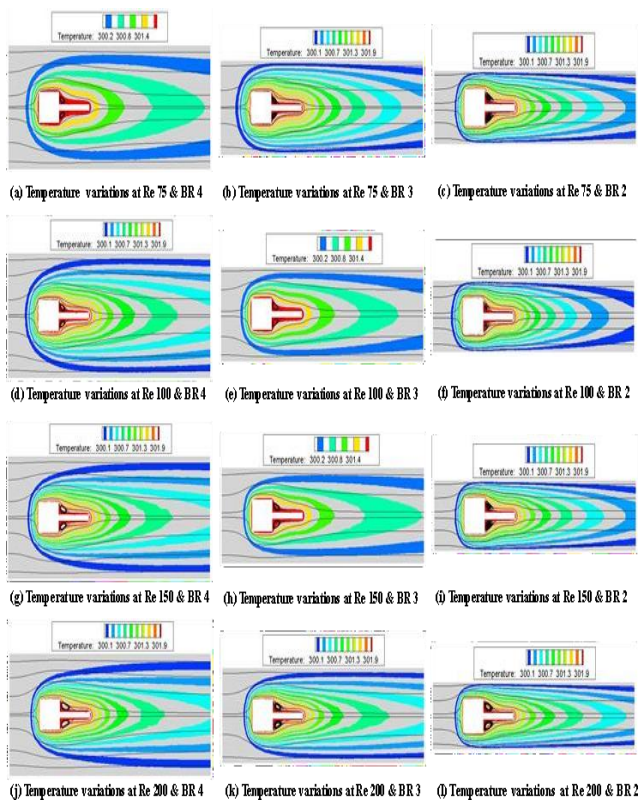 Temperature: 300.2 300.8 301.4
Temperature: 300.1 300.7 301.3 301.9
Temperature: 300.1 300.7 301.3 301.9
(a) Temperature variations at Re 75 & BR 4
(b) Temperature variations at Re 75 & BR 3
(c) Temperature variations at Re 75 & BR 2
Temperature: 300.1 300.7 301.3 301.9
Temperature: 300.2 300.8 301.4
Temperature: 300.1 300.7 301.3 301.9
(d) Temperature variations at Re 100 & BR 4
(e) Temperature variations at Re 100 & BR 3
(f) Temperature variations at Re 100 & BR 2
Temperature: 300.1 300.7 301.3 301.9
Temperature: 300.2 300.8 301.4
Temperature: 300.1 300.7 301.3 301.9
(g) Temperature variations at Re 150 & BR 4
(h) Temperature variations at Re 150 & BR 3
(i) Temperature variations at Re 150 & BR 2
Temperature: 300.1 300.7 301.3 301.9
Temperature: 300.1 300.7 301.3 301.9
Temperature: 300.1 300.7 301.3 301.9
(j) Temperature variations at Re 200 & BR 4
(k) Temperature variations at Re 200 & BR 3
(l) Temperature variations at Re 200 & BR 2